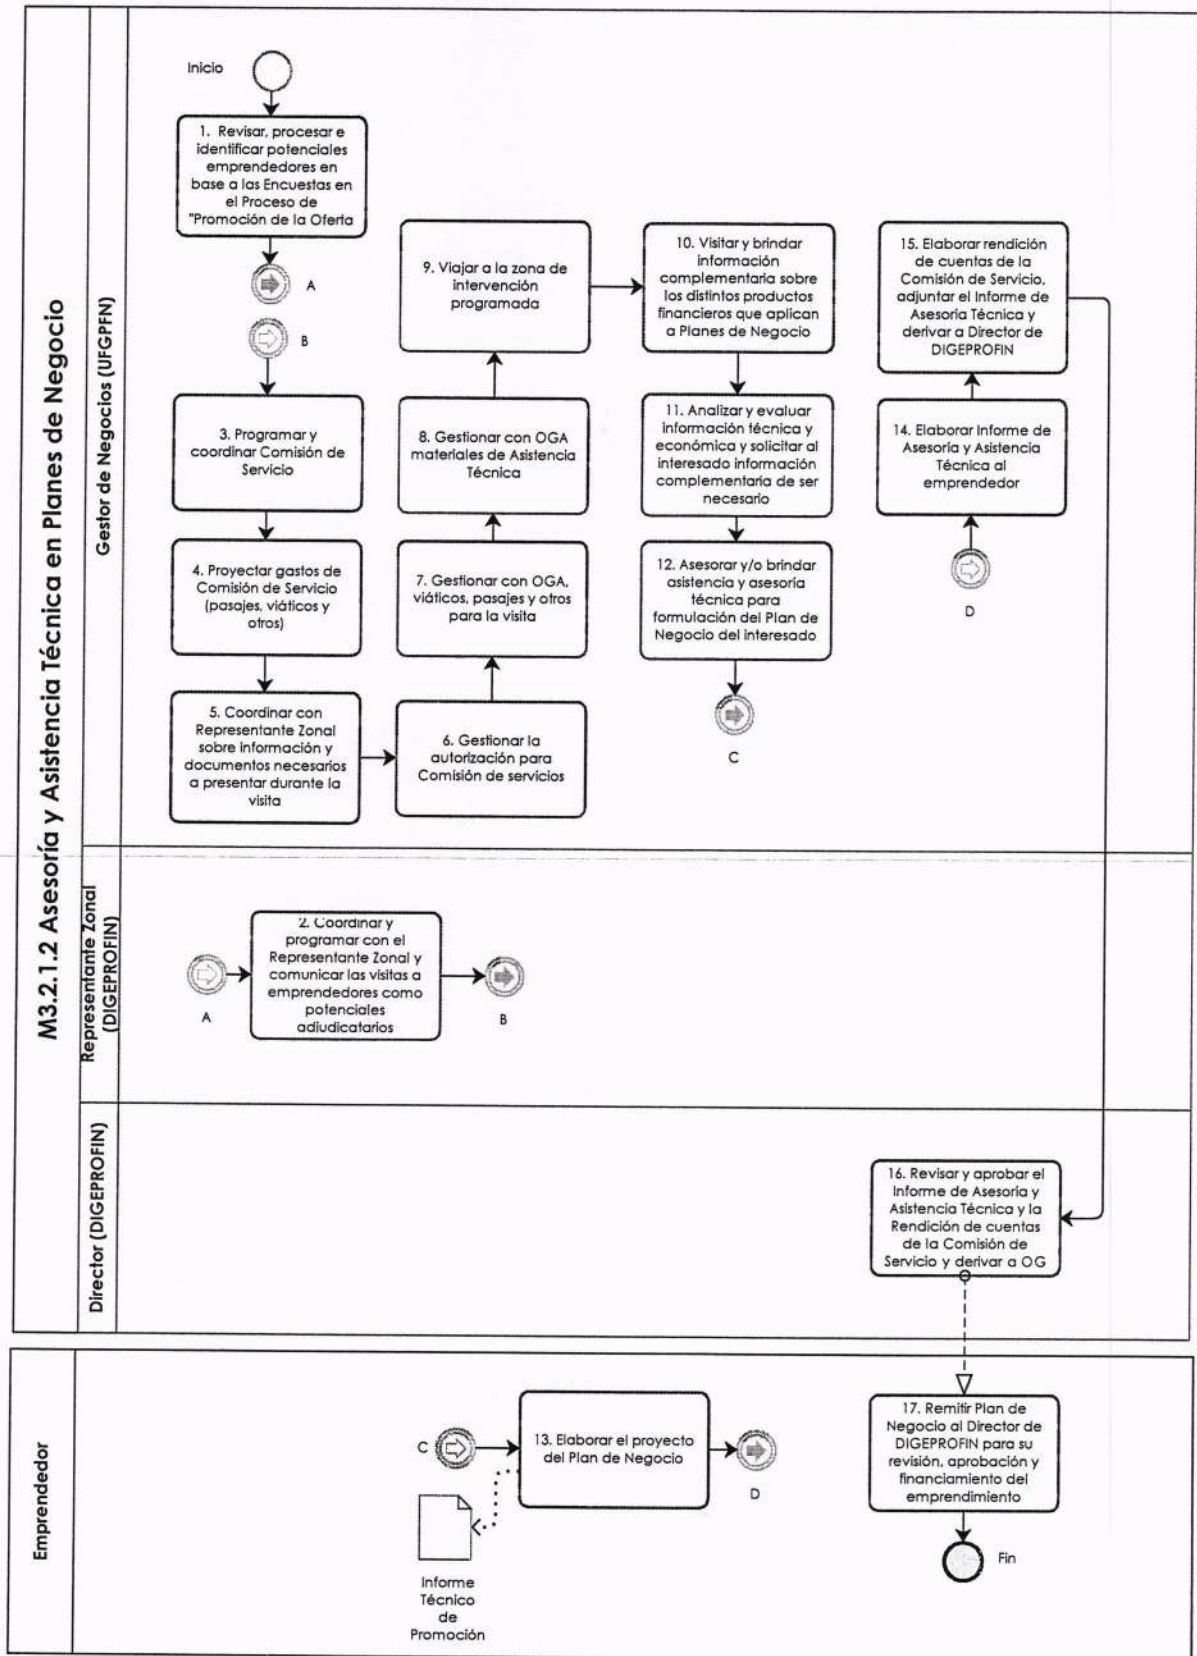 M3.2.1.2 Asesoría y Asistencia Técnica en Planes de Negocio
Gestor de Negocios (UFGPFN)
Inicio
1. Revisar, procesar e
identificar potenciales
emprendedores en
base a las Encuestas en
el Proceso de
"Promoción de la Oferta
A
B
3. Programar y
coordinar Comisión de
Servicio
4. Proyectar gastos de
Comisión de Servicio
(pasajes, viáticos y
otros)
5. Coordinar con
Representante Zonal
sobre información y
documentos necesarios
a presentar durante la
visita
6. Gestionar la
autorización para
Comisión de servicios
7. Gestionar con OGA,
viáticos, pasajes y otros
para la visita
8. Gestionar con OGA
materiales de Asistencia
Técnica
9. Viajar a la zona de
intervención
programada
10. Visitar y brindar
información
complementaria sobre
los distintos productos
financieros que aplican
a Planes de Negocio
11. Analizar y evaluar
información técnica y
económica y solicitar al
interesado información
complementaria de ser
necesario
12. Asesorar y/o brindar
asistencia y asesoría
técnica para
formulación del Plan de
Negocio del interesado
C
15. Elaborar rendición
de cuentas de la
Comisión de Servicio,
adjuntar el Informe de
Asesoría Técnica y
derivar a Director de
DIGEPROFIN
14. Elaborar Informe de
Asesoría y Asistencia
Técnica al
emprendedor
D
Representante Zonal
(DIGEPROFIN)
A
2. Coordinar y
programar con el
Representante Zonal y
comunicar las visitas a
emprendedores como
potenciales
adjudicatarios
B
Director (DIGEPROFIN)
16. Revisar y aprobar el
Informe de Asesoría y
Asistencia Técnica y la
Rendición de cuentas
de la Comisión de
Servicio y derivar a OG
Emprendedor
C
13. Elaborar el proyecto
del Plan de Negocio
D
Informe
Técnico
de
Promoción
17. Remitir Plan de
Negocio al Director de
DIGEPROFIN para su
revisión, aprobación y
financiamiento del
emprendimiento
Fin